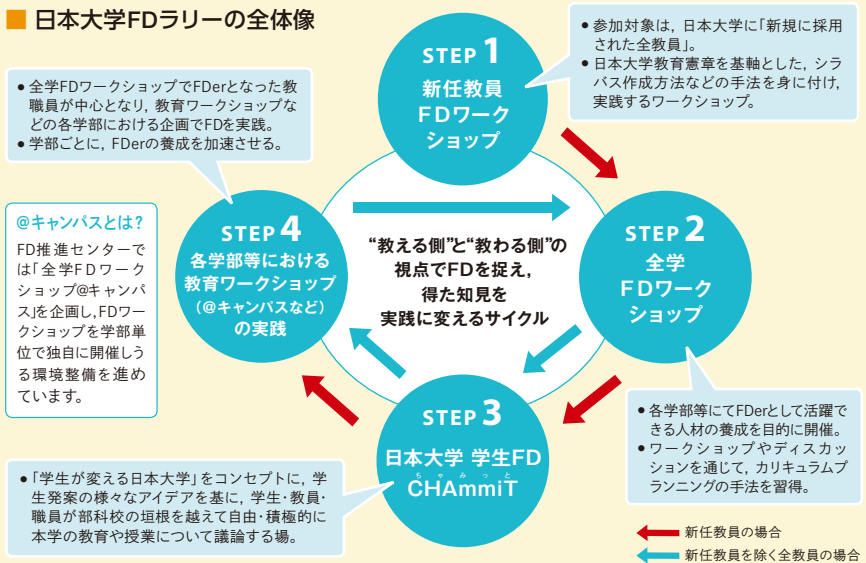 ■ 日本大学FDラリーの全体像
STEP 1
新任教員
FDワーク
ショップ
● 参加対象は，日本大学に「新規に採用
された全教員」。
● 日本大学教育憲章を基軸とした，シラ
バス作成方法などの手法を身に付け，
実践するワークショップ。
● 全学FDワークショップでFDerとなった教
職員が中心となり，教育ワークショップな
どの各学部における企画でFDを実践。
● 学部ごとに，FDerの養成を加速させる。
@キャンパスとは?
FD推進センターで
は「全学FDワーク
ショップ@キャンパ
ス」を企画し，FDワー
クショップを学部単
位で独自に開催しう
る環境整備を進め
ています。
STEP 4
各学部等における
教育ワークショップ
（@キャンパスなど）
の実践
“教える側”と“教わる側”の
視点でFDを捉え，
得た知見を
実践に変えるサイクル
STEP 2
全学
FDワーク
ショップ
● 各学部等にてFDerとして活躍で
きる人材の養成を目的に開催。
● ワークショップやディスカッ
ションを通じて，カリキュラムプ
ランニングの手法を習得。
STEP 3
日本大学 学生FD
ちゃみっと
CHAmmiT
● 「学生が変える日本大学」をコンセプトに，学
生発案の様々なアイデアを基に，学生・教員・
職員が部科校の垣根を越えて自由・積極的に
本学の教育や授業について議論する場。
新任教員の場合
新任教員を除く全教員の場合